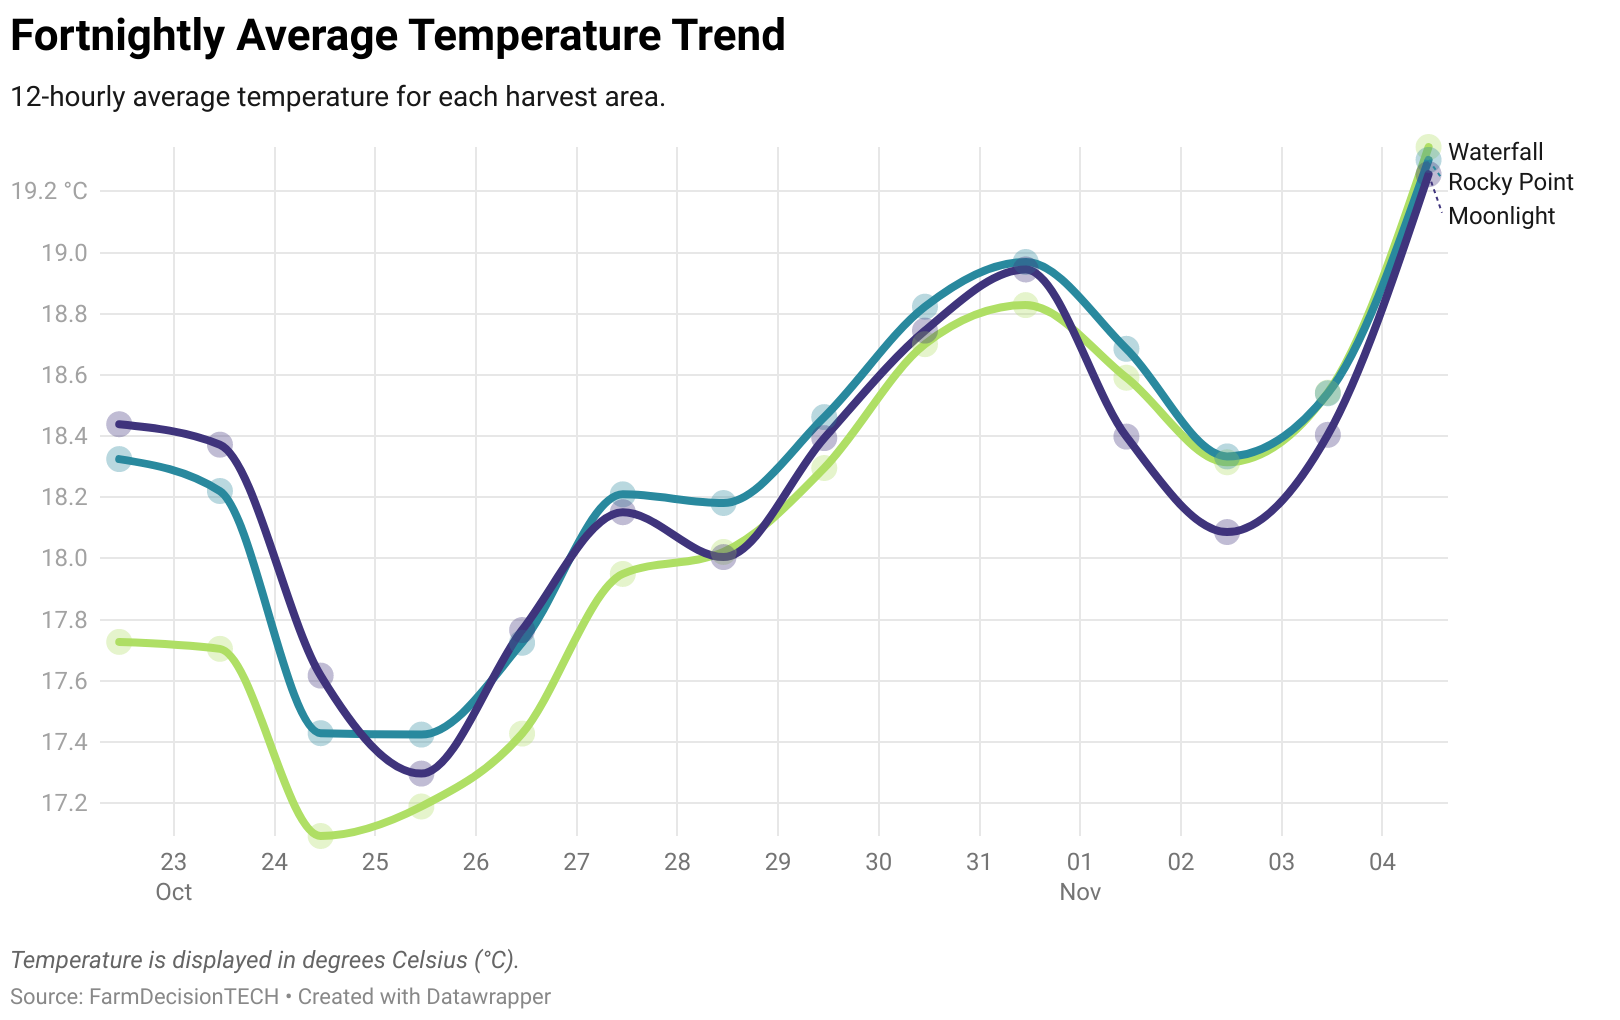 Fortnightly Average Temperature Trend
12-hourly average temperature for each harvest area.
Waterfall
Rocky Point
Moonlight
19.2 °C
19.0
18.8
18.6
18.4
18.2
18.0
17.8
17.6
17.4
17.2
23 24 25 26 27 28 29 30 31 01 02 03 04
Oct Nov
Temperature is displayed in degrees Celsius (°C).
Source: FarmDecisionTECH • Created with Datawrapper